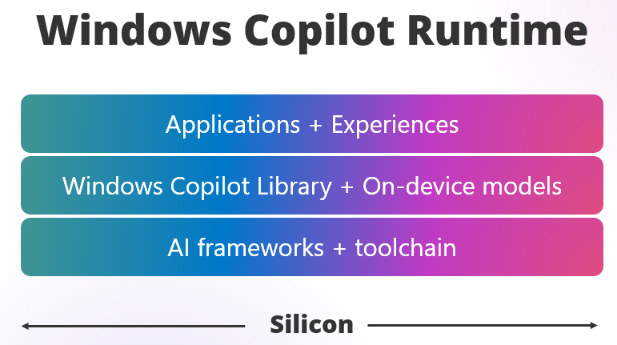 Windows Copilot Runtime
Applications + Experiences
Windows Copilot Library + On-device models
AI frameworks + toolchain
Silicon